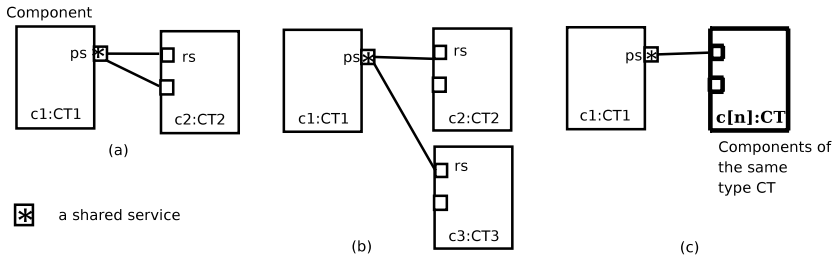 Component
ps * rs
c1:CT1
c2:CT2
(a)
* a shared service
ps * rs
c1:CT1
c2:CT2
rs
c3:CT3
(b)
ps *
c1:CT1
c[n]:CT
Components of
the same
type CT
(c)